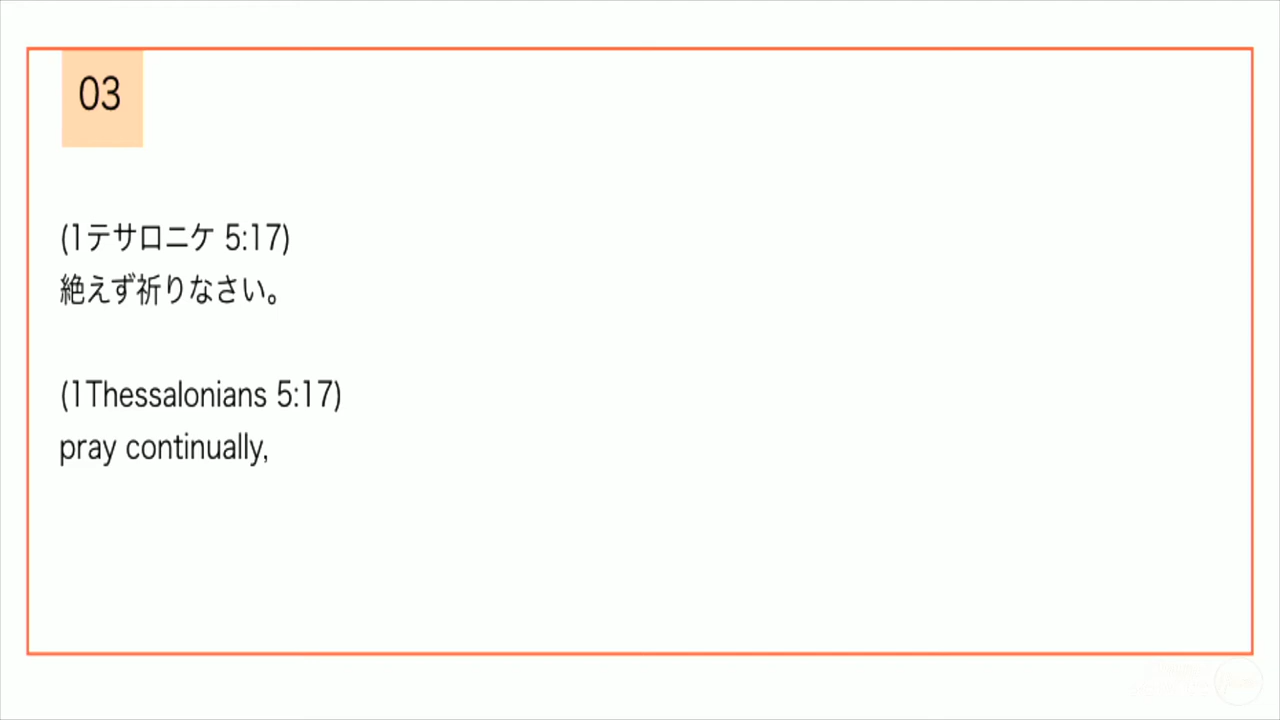 03
(1テサロニケ 5:17)
絶えず祈りなさい。
(1Thessalonians 5:17)
pray continually,